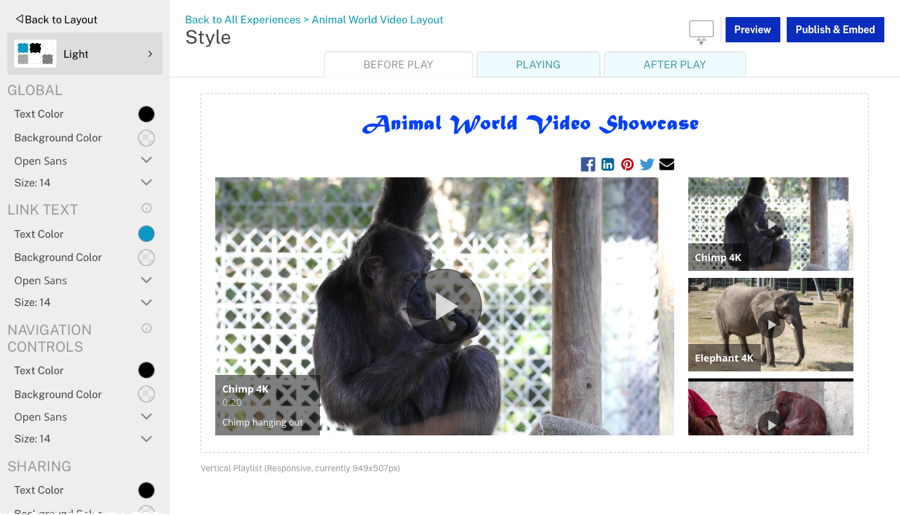 Back to Layout
Light
GLOBAL
Text Color
Background Color
Open Sans
Size: 14
LINK TEXT
Text Color
Background Color
Open Sans
Size: 14
NAVIGATION
CONTROLS
Text Color
Background Color
Open Sans
Size: 14
SHARING
Text Color
Background Color
Back to All Experiences > Animal World Video Layout
Style
Preview
Publish & Embed
BEFORE PLAY
PLAYING
AFTER PLAY
Animal World Video Showcase
Chimp 4K
0:20
Chimp hanging out
Chimp 4K
Elephant 4K
Vertical Playlist (Responsive, currently 949x507px)